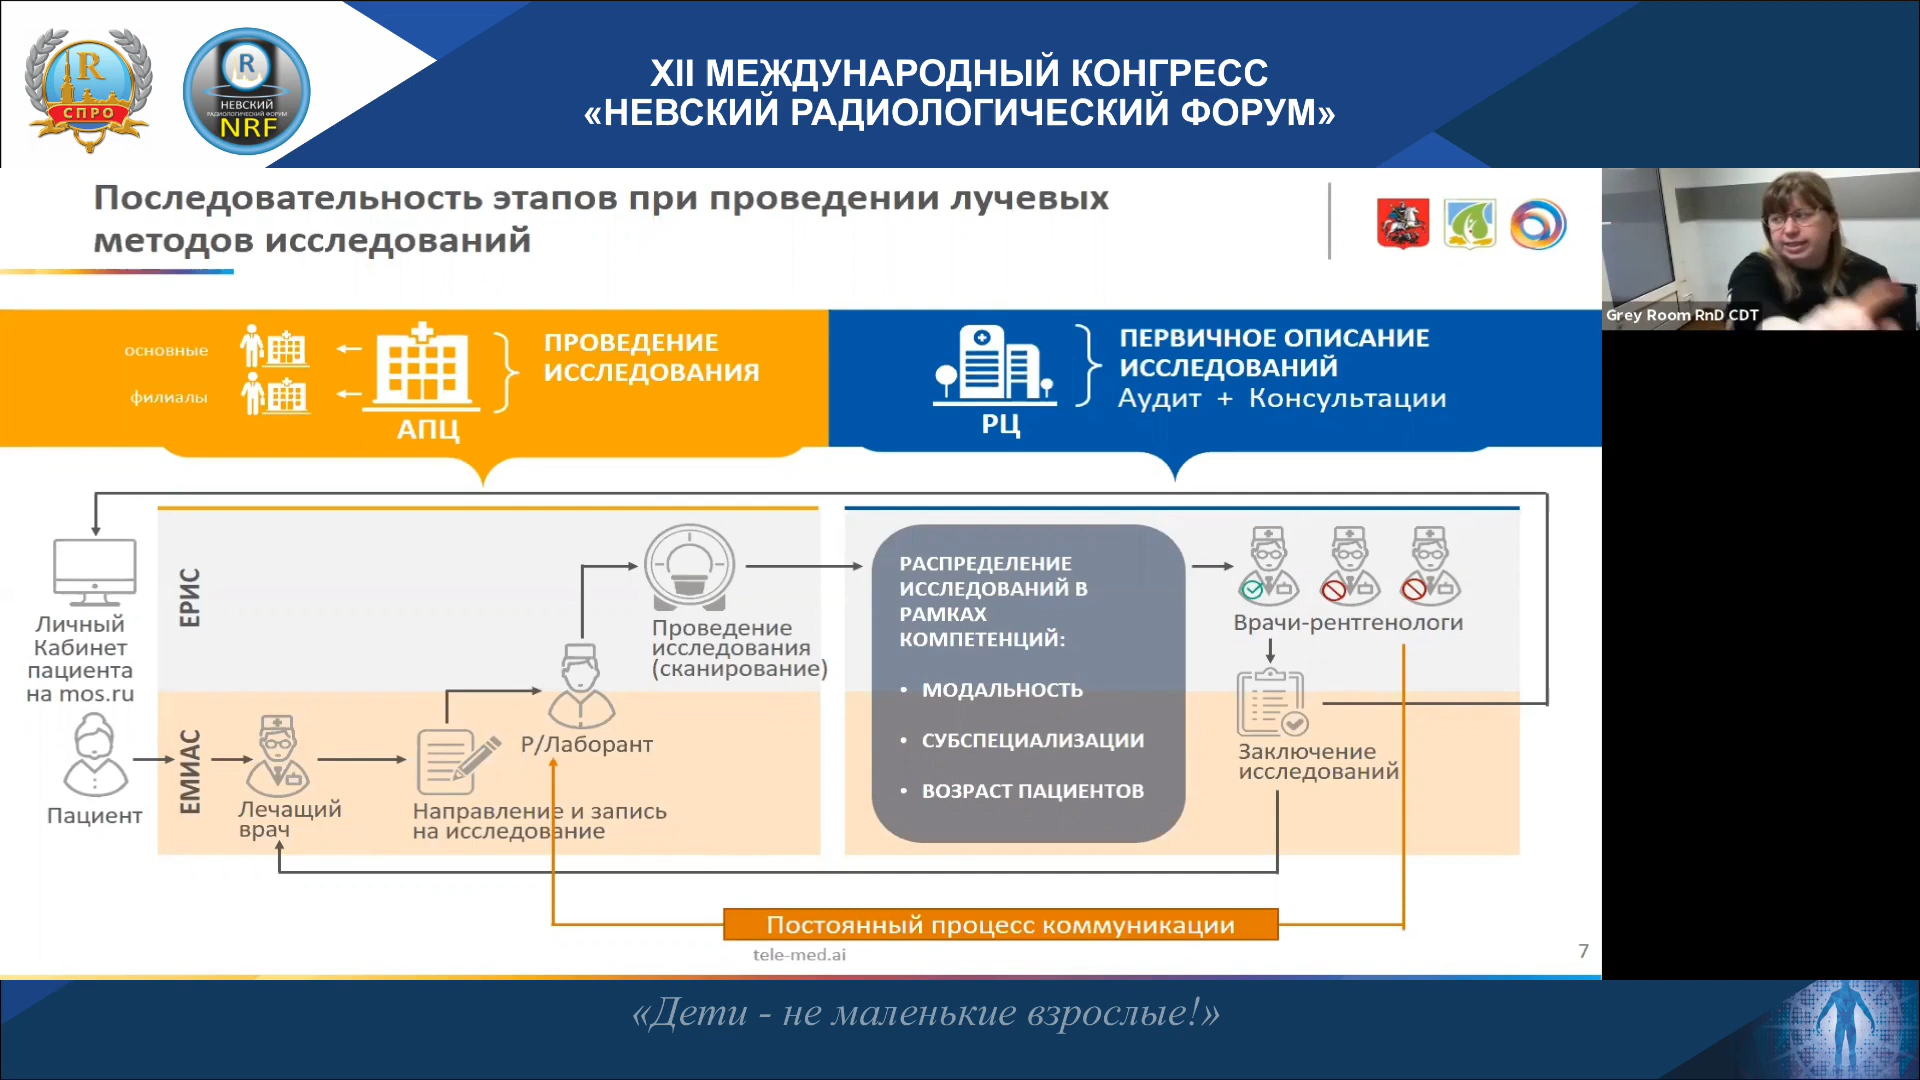 XII МЕЖДУНАРОДНЫЙ КОНГРЕСС
«НЕВСКИЙ РАДИОЛОГИЧЕСКИЙ ФОРУМ»
R
СПРО
R
НЕВСКИЙ
РАДИОЛОГИЧЕСКИЙ ФОРУМ
NRF
Последовательность этапов при проведении лучевых
методов исследований
Grey Room RnD CDT
основные
филиалы
АПЦ
ПРОВЕДЕНИЕ
ИССЛЕДОВАНИЯ
РЦ
ПЕРВИЧНОЕ ОПИСАНИЕ
ИССЛЕДОВАНИЙ
Аудит + Консультации
Личный
Кабинет
пациента
на mos.ru
Пациент
ЕРИС
ЕМИАС
Лечащий
врач
Направление и запись
на исследование
Р/Лаборант
Проведение
исследования
(сканирование)
РАСПРЕДЕЛЕНИЕ
ИССЛЕДОВАНИЙ В
РАМКАХ
КОМПЕТЕНЦИЙ:
• МОДАЛЬНОСТЬ
• СУБСПЕЦИАЛИЗАЦИИ
• ВОЗРАСТ ПАЦИЕНТОВ
Врачи-рентгенологи
Заключение
исследований
Постоянный процесс коммуникации
tele-med.ai
7
«Дети - не маленькие взрослые!»